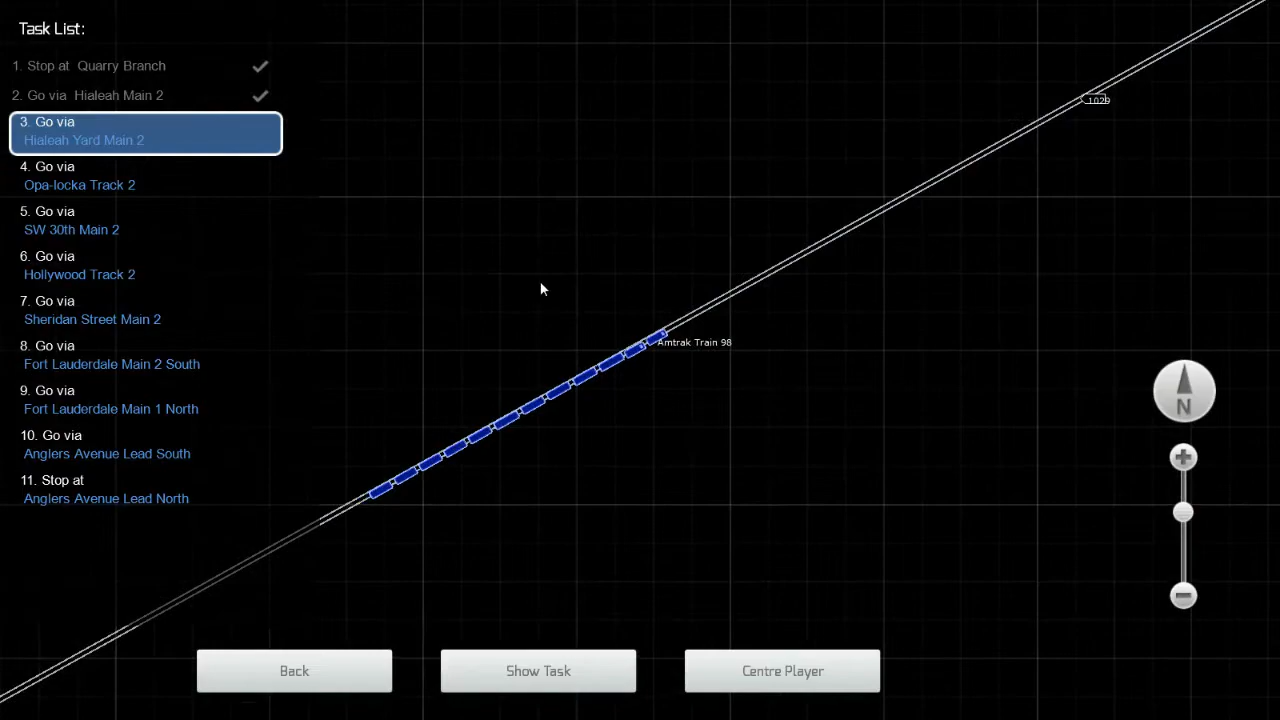 Task List:
1. Stop at  Quarry Branch
2. Go via  Hialeah Main 2
3. Go via
Hialeah Yard Main 2
4. Go via
Opa-locka Track 2
5. Go via
SW 30th Main 2
6. Go via
Hollywood Track 2
7. Go via
Sheridan Street Main 2
8. Go via
Fort Lauderdale Main 2 South
9. Go via
Fort Lauderdale Main 1 North
10. Go via
Anglers Avenue Lead South
11. Stop at
Anglers Avenue Lead North
1029
Amtrak Train 98
N
Back
Show Task
Centre Player